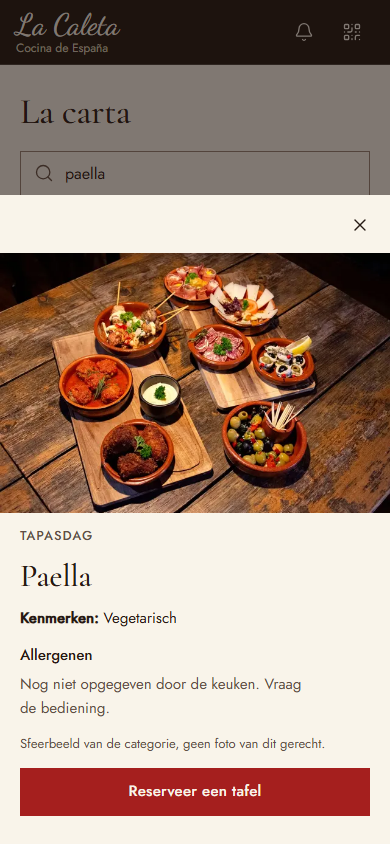 La Caleta
Cocina de España
La carta
paella
TAPASDAG
Paella
Kenmerken: Vegetarisch
Allergenen
Nog niet opgegeven door de keuken. Vraag
de bediening.
Sfeerbeeld van de categorie, geen foto van dit gerecht.
Reserveer een tafel